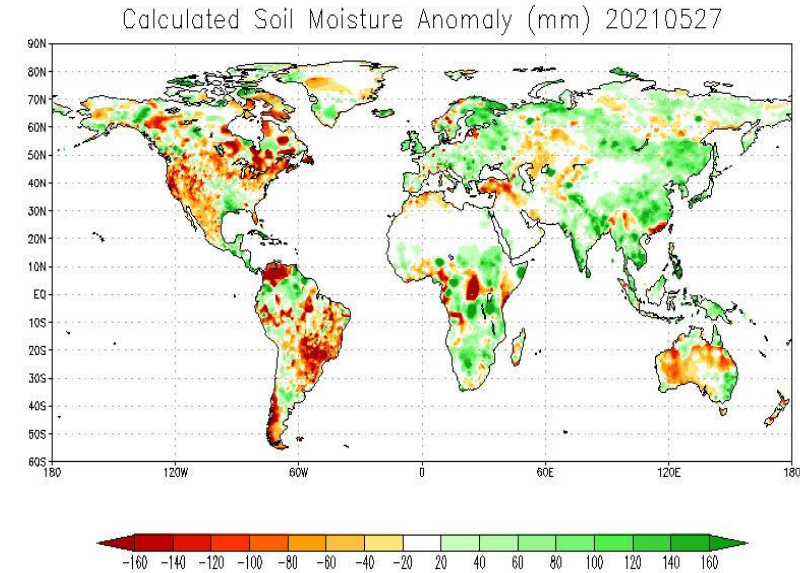 Calculated Soil Moisture Anomaly (mm) 20210527
90N
80N
70N
60N
50N
40N
30N
20N
10N
EQ
10S
20S
30S
40S
50S
60S
180 120W 60W 0 60E 120E 180
-160 -140 -120 -100 -80 -60 -40 -20 20 40 60 80 100 120 140 160